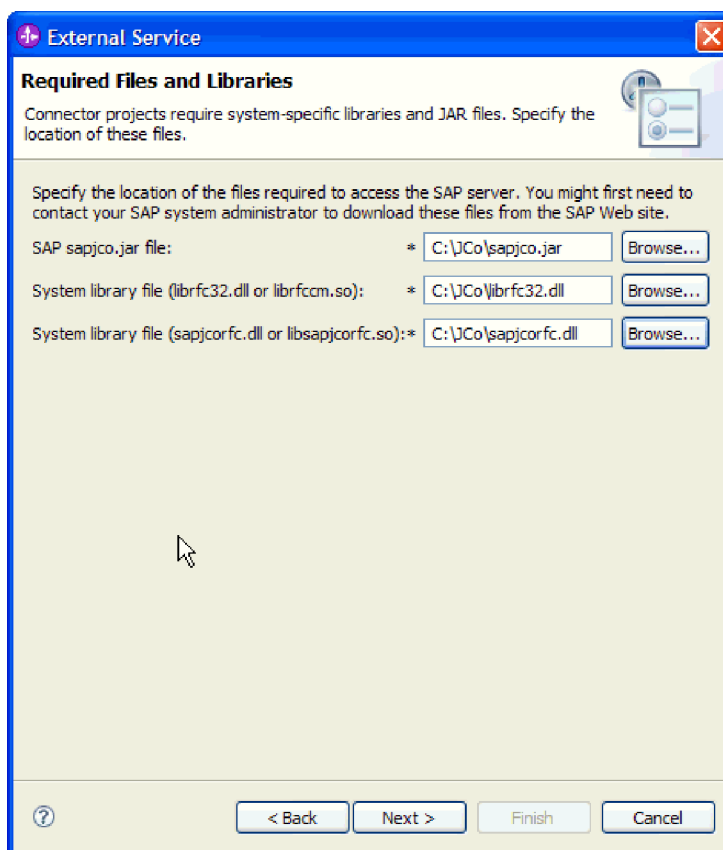 External Service
Required Files and Libraries
Connector projects require system-specific libraries and JAR files. Specify the
location of these files.
Specify the location of the files required to access the SAP server. You might first need to
contact your SAP system administrator to download these files from the SAP Web site.
SAP sapjco.jar file: * C:\JCo\sapjco.jar Browse...
System library file (librfc32.dll or librfccm.so): * C:\JCo\librfc32.dll Browse...
System library file (sapjcorfc.dll or libsapjcorfc.so):* C:\JCo\sapjcorfc.dll Browse...
? < Back Next > Finish Cancel